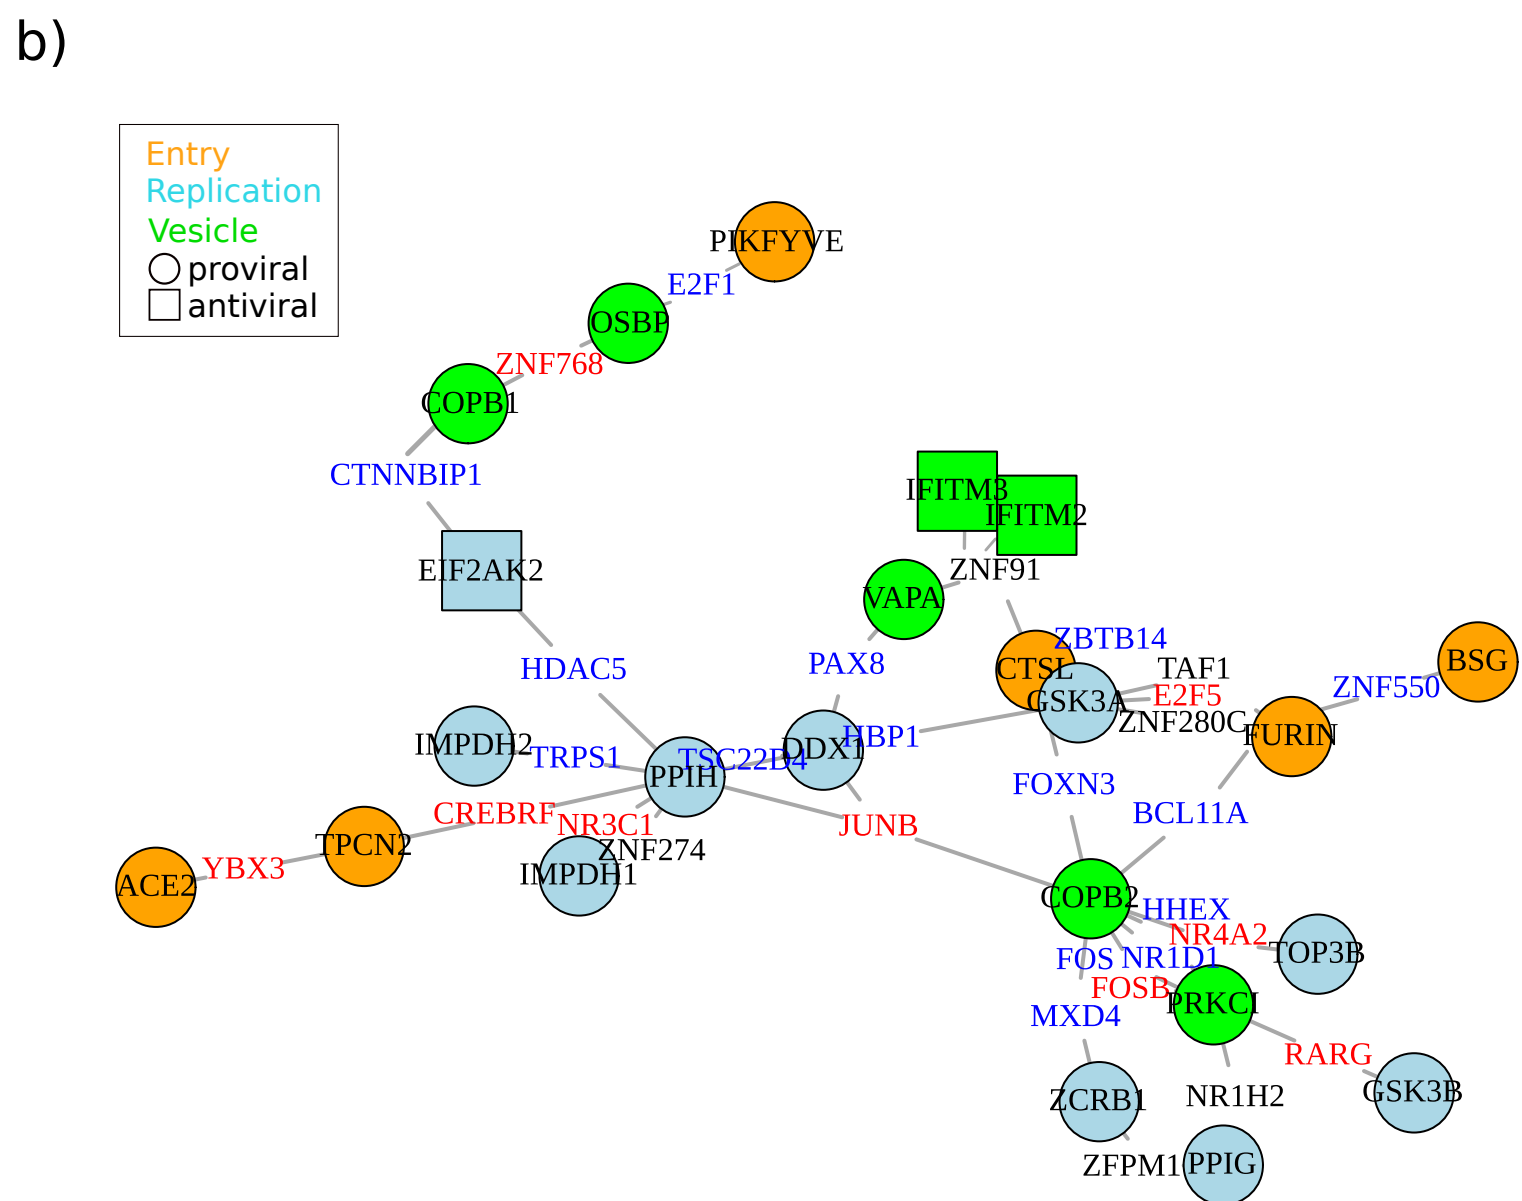 b)
Entry
Replication
Vesicle
proviral
antiviral
PIKFYVE
E2F1
OSBP
ZNF768
COPB1
CTNNBIP1
IFITM3
IFITM2
EIF2AK2
ZNF91
VAPA
ZBTB14
HDAC5
PAX8
CTSL
TAF1
BSG
ZNF550
E2F5
GSK3A
ZNF280C
FURIN
HBP1
IMPDH2
TRPS1
TSC22D4
DDX1
PPIH
FOXN3
CREBRF
NR3C1
JUNB
BCL11A
TPCN2
ZNF274
YBX3
ACE2
IMPDH1
COPB2
HHEX
NR4A2
TOP3B
FOS
NR1D1
FOSB
PRKCI
MXD4
RARG
ZCRB1
NR1H2
GSK3B
ZFPM1
PPIG